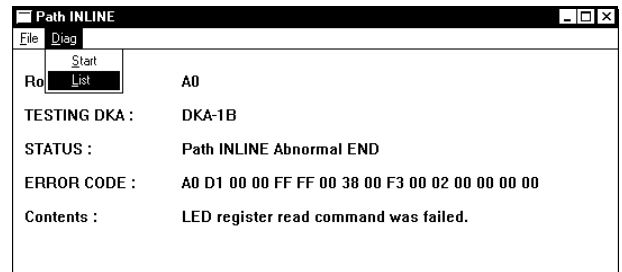 Path INLINE
File Diag
Start
List
Ro A0
TESTING DKA : DKA-1B
STATUS : Path INLINE Abnormal END
ERROR CODE : A0 D1 00 00 FF FF 00 38 00 F3 00 02 00 00 00 00
Contents : LED register read command was failed.